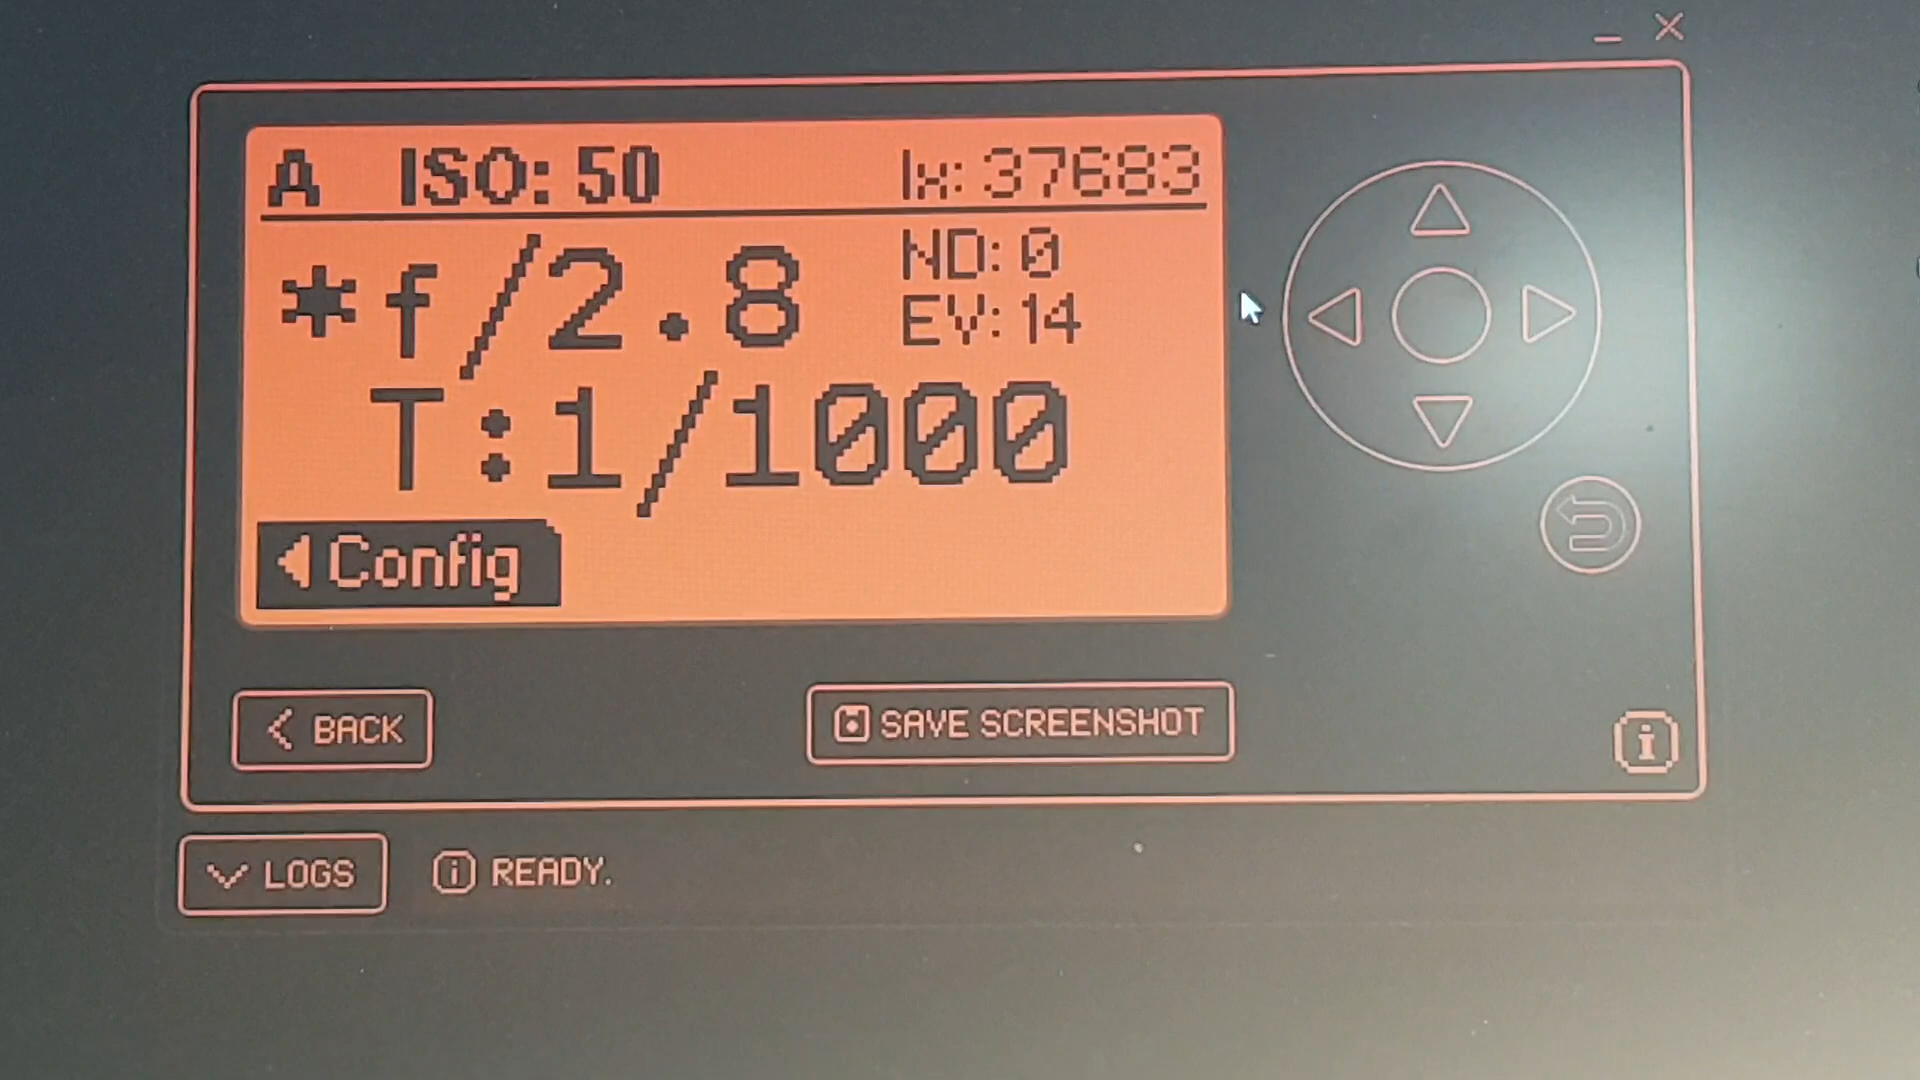 A ISO: 50 lx: 37683
*f/2.8 ND: 0
EV: 14
T:1/1000
Config
BACK
SAVE SCREENSHOT
LOGS
READY.